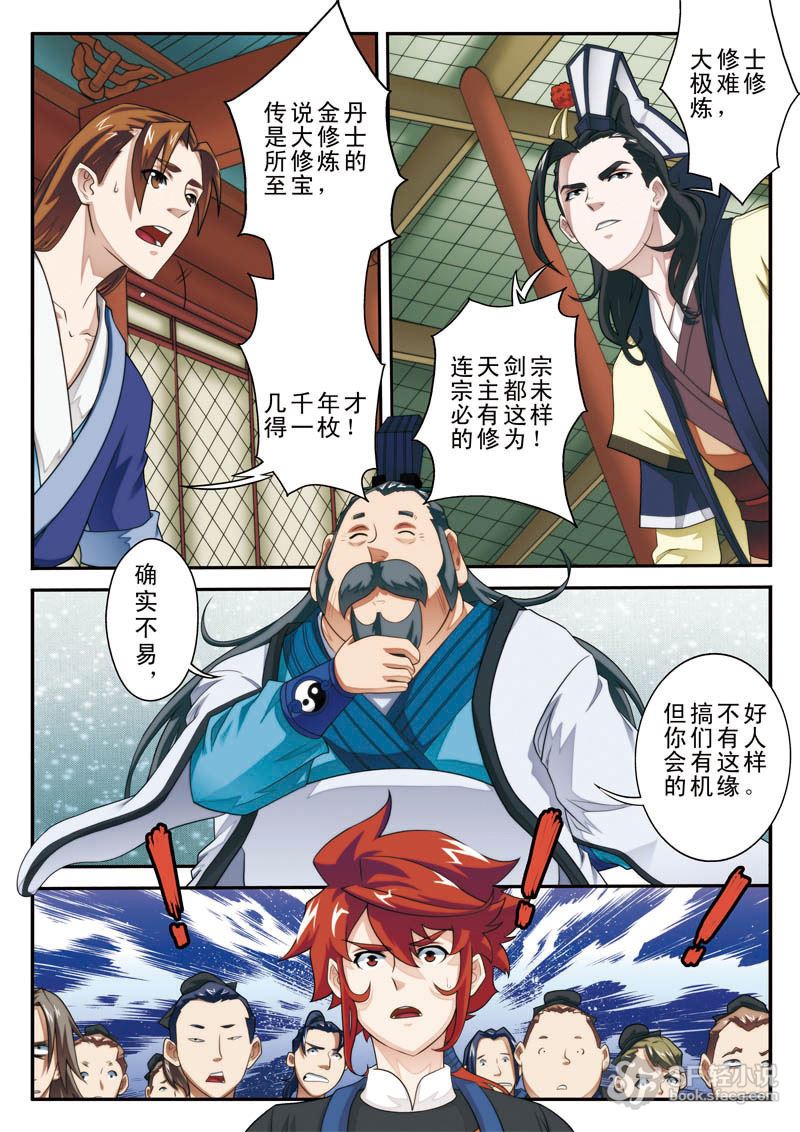 传说金丹
是大修士
所修炼的
至宝，
几千年才
得一枚！
大修士
极难修
炼，
连天剑宗
宗主都未
必有这样
的修为！
确实不易，
但搞不好
你们有人
会有这样
的机缘。
!
!
!
SF轻小说
book.sfacg.com